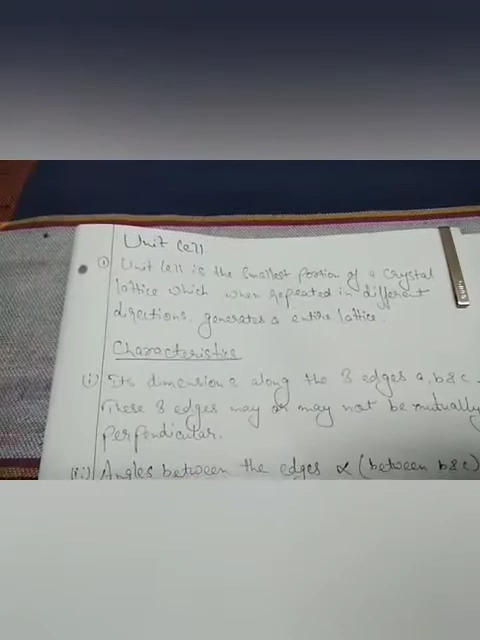 Unit Cell
① Unit Cell is the smallest portion of a crystal
lattice which when repeated in different
directions, generates a entire lattice.
Characteristics
(i) Its dimensions along the 3 edges a, b & c.
These 3 edges may or may not be mutually
perpendicular.
(ii) Angles between the edges ∝ (between b & c)